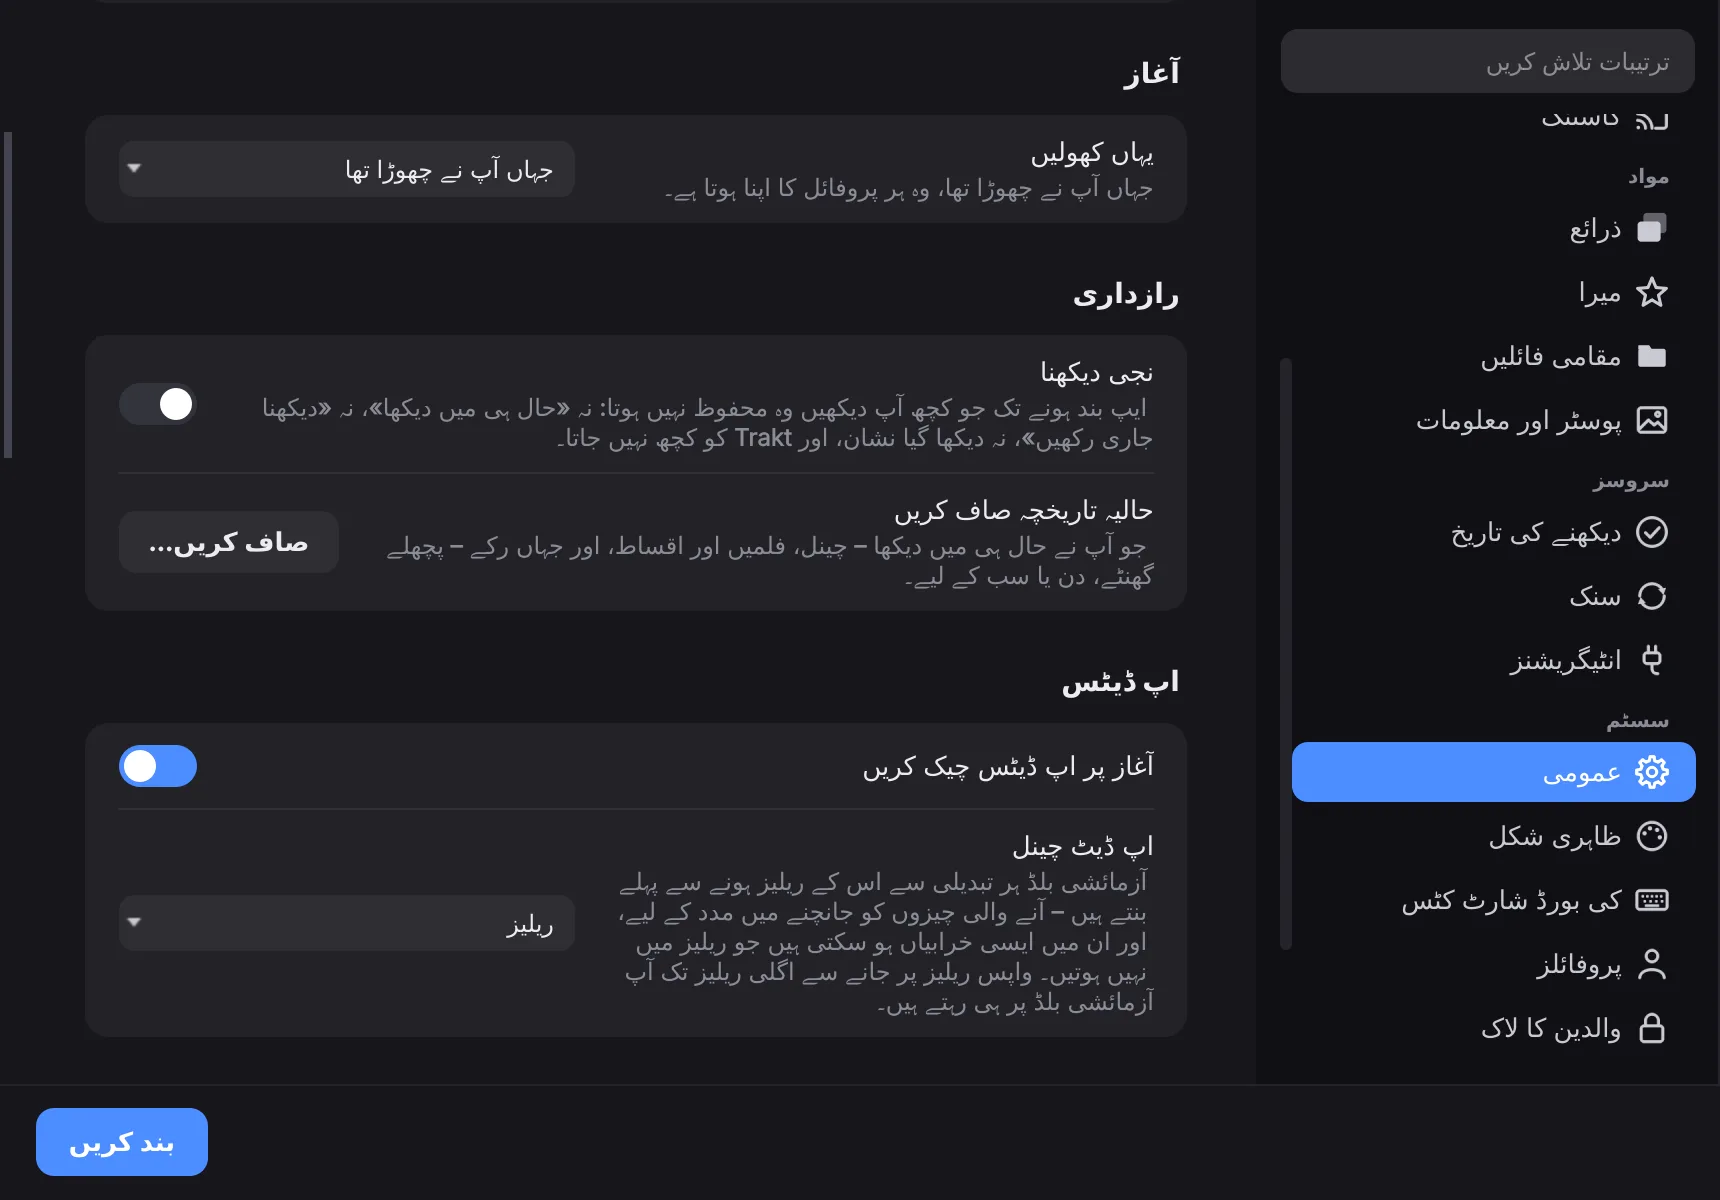 ترتیبات تلاش کریں
کاسٹنگ
مواد
ذرائع
میرا
مقامی فائلیں
پوسٹر اور معلومات
سروسز
دیکھنے کی تاریخ
سنک
انٹیگریشنز
سسٹم
عمومی
ظاہری شکل
کی بورڈ شارٹ کٹس
پروفائلز
والدین کا لاک
آغاز
یہاں کھولیں
جہاں آپ نے چھوڑا تھا، وہ ہر پروفائل کا اپنا ہوتا ہے۔
جہاں آپ نے چھوڑا تھا
رازداری
نجی دیکھنا
ایپ بند ہونے تک جو کچھ آپ دیکھیں وہ محفوظ نہیں ہوتا: نہ «حال ہی میں دیکھا»، نہ «دیکھنا
جاری رکھیں»، نہ دیکھا گیا نشان، اور Trakt کو کچھ نہیں جاتا۔
حالیہ تاریخچہ صاف کریں
جو آپ نے حال ہی میں دیکھا – چینل، فلمیں اور اقساط، اور جہاں رکے – پچھلے
گھنٹے، دن یا سب کے لیے۔
صاف کریں...
اپ ڈیٹس
آغاز پر اپ ڈیٹس چیک کریں
اپ ڈیٹ چینل
آزمائشی بلڈ ہر تبدیلی سے اس کے ریلیز ہونے سے پہلے
بنتے ہیں – آنے والی چیزوں کو جانچنے میں مدد کے لیے،
اور ان میں ایسی خرابیاں ہو سکتی ہیں جو ریلیز میں
نہیں ہوتیں۔ واپس ریلیز پر جانے سے اگلی ریلیز تک آپ
آزمائشی بلڈ پر ہی رہتے ہیں۔
ریلیز
بند کریں